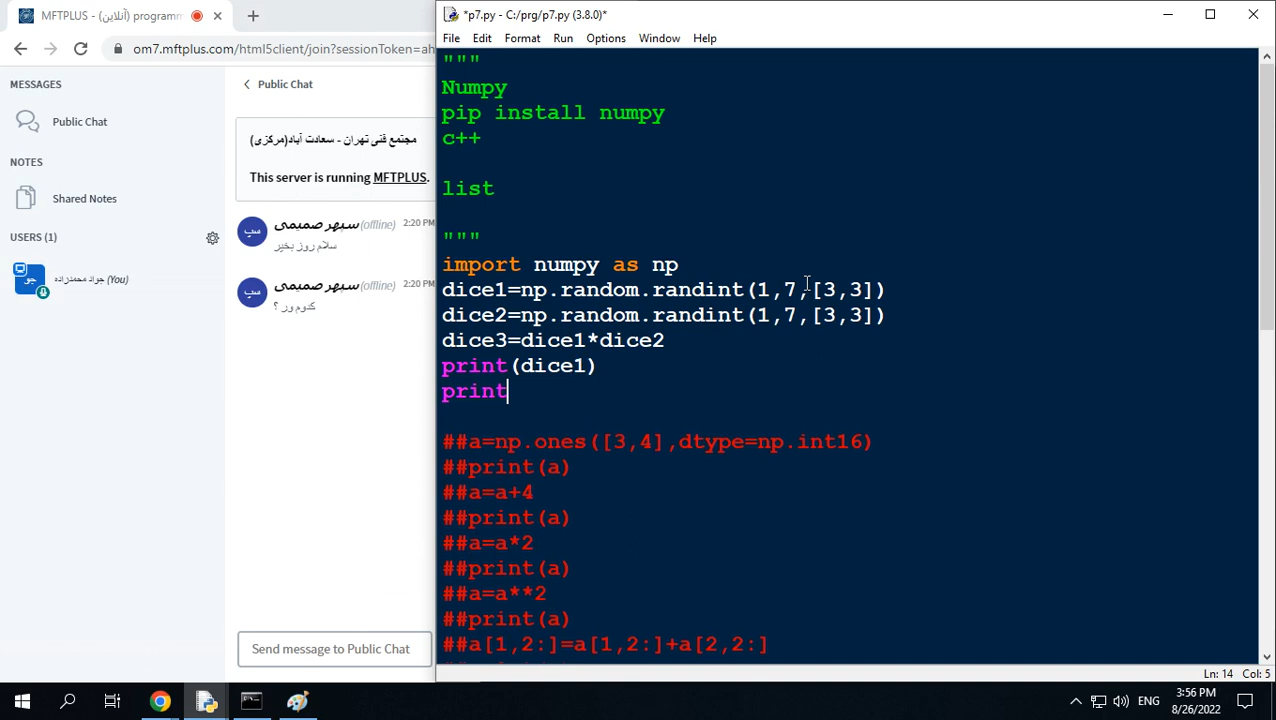 MFTPLUS - (آنلاین) programm
om7.mftplus.com/html5client/join?sessionToken=ah
MESSAGES
Public Chat
NOTES
Shared Notes
USERS (1)
جو
جواد محمدزاده (You)
Public Chat
مجتمع فنی تهران - سعادت آباد(مرکزی)
This server is running MFTPLUS.
سپ
سپهر صمیمی (offline) 2:20 PM
سلام روز بخیر
سپ
سپهر صمیمی (offline) 2:20 PM
کدوم ور ؟
Send message to Public Chat
*p7.py - C:/prg/p7.py (3.8.0)*
File Edit Format Run Options Window Help
"""
Numpy
pip install numpy
c++
list
"""
import numpy as np
dice1=np.random.randint(1,7,[3,3])
dice2=np.random.randint(1,7,[3,3])
dice3=dice1*dice2
print(dice1)
print
##a=np.ones([3,4],dtype=np.int16)
##print(a)
##a=a+4
##print(a)
##a=a*2
##print(a)
##a=a**2
##print(a)
##a[1,2:]=a[1,2:]+a[2,2:]
Ln: 14 Col: 5
ENG
3:56 PM
8/26/2022